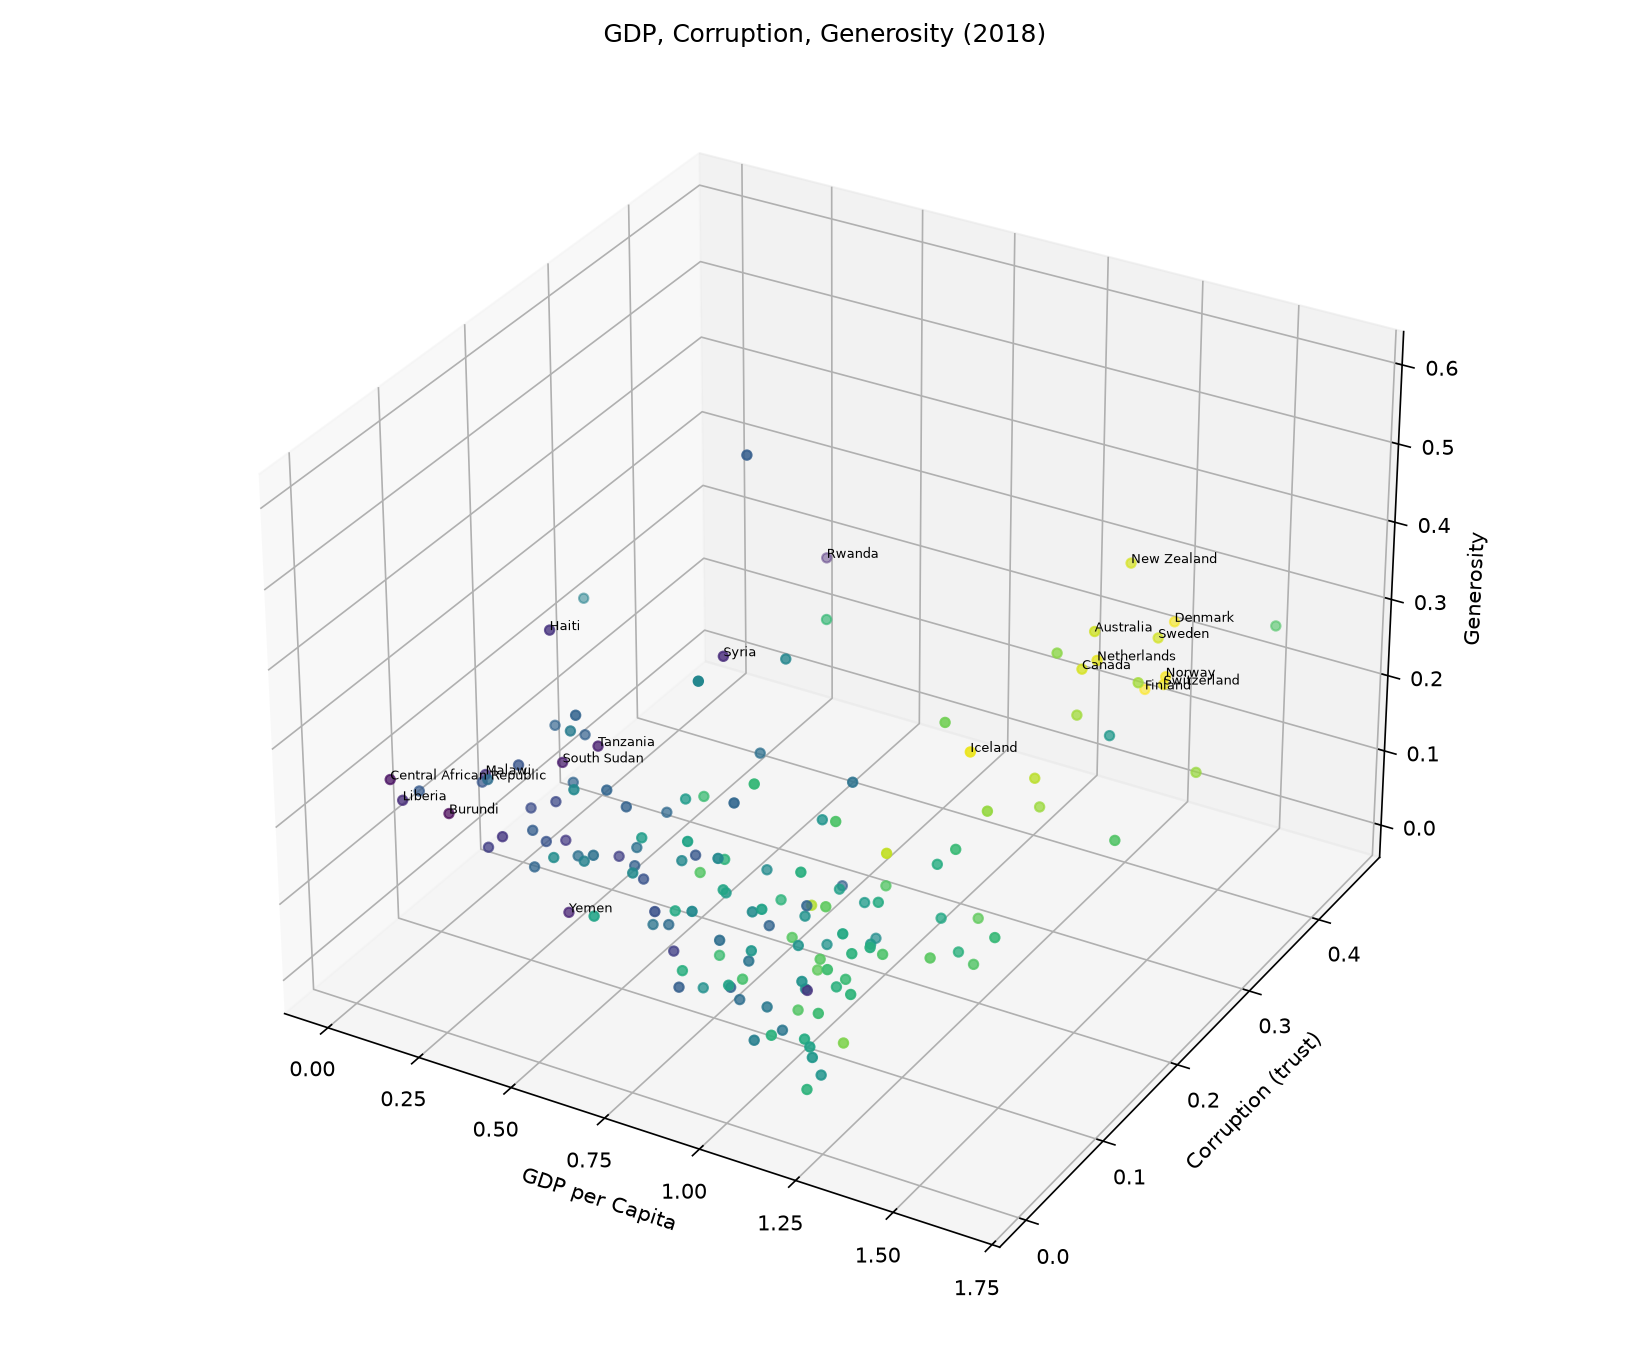 GDP, Corruption, Generosity (2018)
Rwanda
New Zealand
Haiti
Denmark
Australia
Sweden
Syria
Netherlands
Canada
Norway
Switzerland
Finland
Tanzania
Iceland
South Sudan
Malawi
Central African Republic
Liberia
Burundi
Yemen
0.6
0.5
0.4
0.3
0.2
0.1
0.0
Generosity
0.4
0.3
0.2
0.1
0.0
Corruption (trust)
0.00
0.25
0.50
0.75
1.00
1.25
1.50
1.75
GDP per Capita